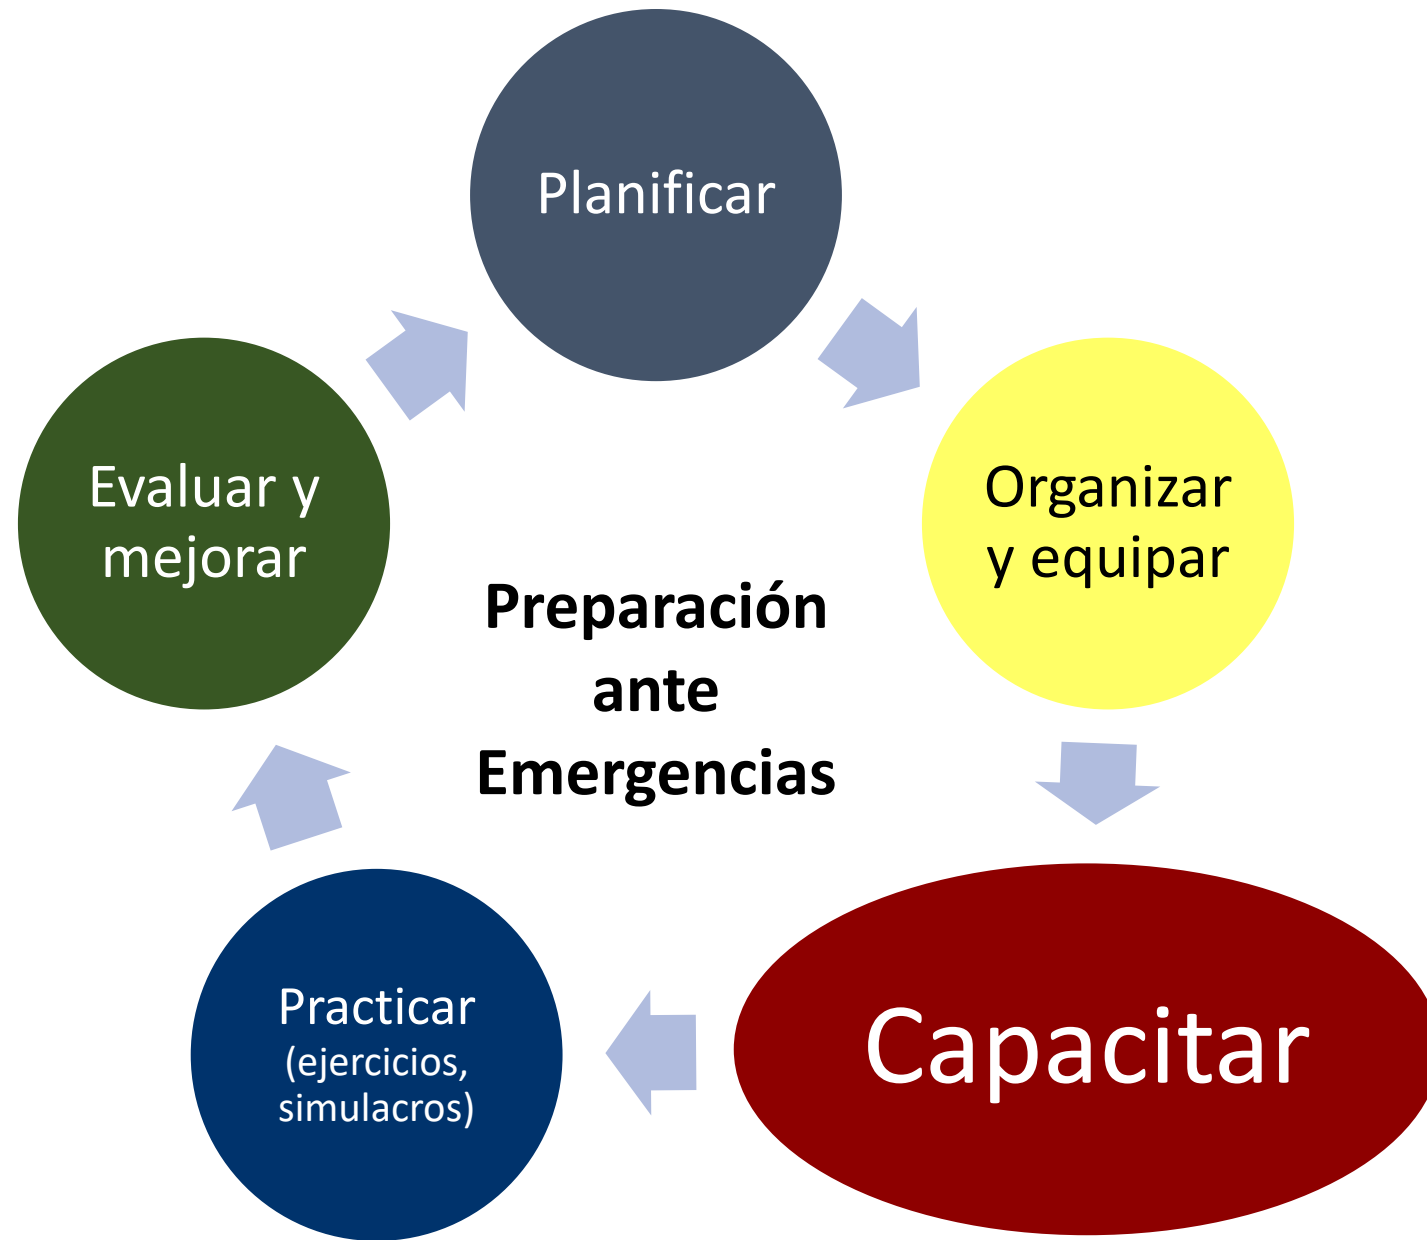 Planificar
Organizar
y equipar
Capacitar
Practicar
(ejercicios,
simulacros)
Evaluar y
mejorar
Preparación
ante
Emergencias